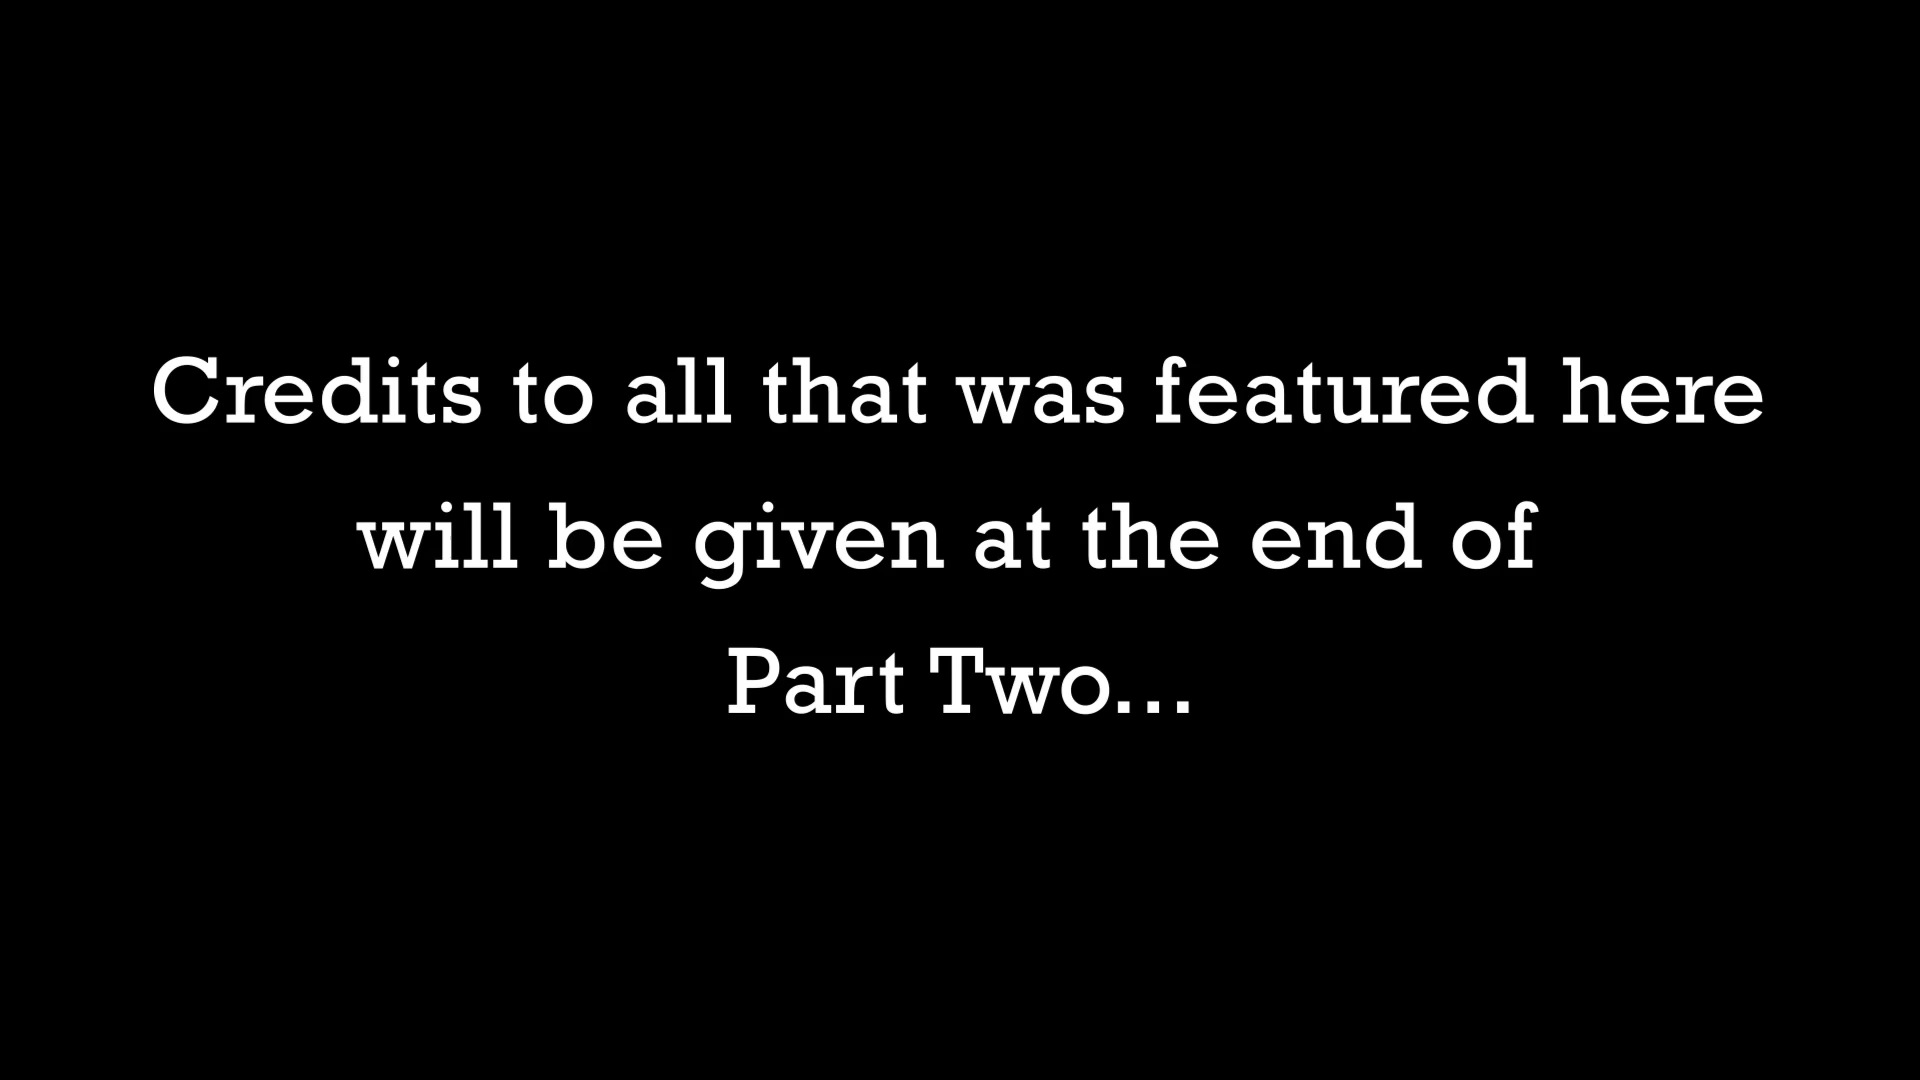 Credits to all that was featured here
will be given at the end of
Part Two...